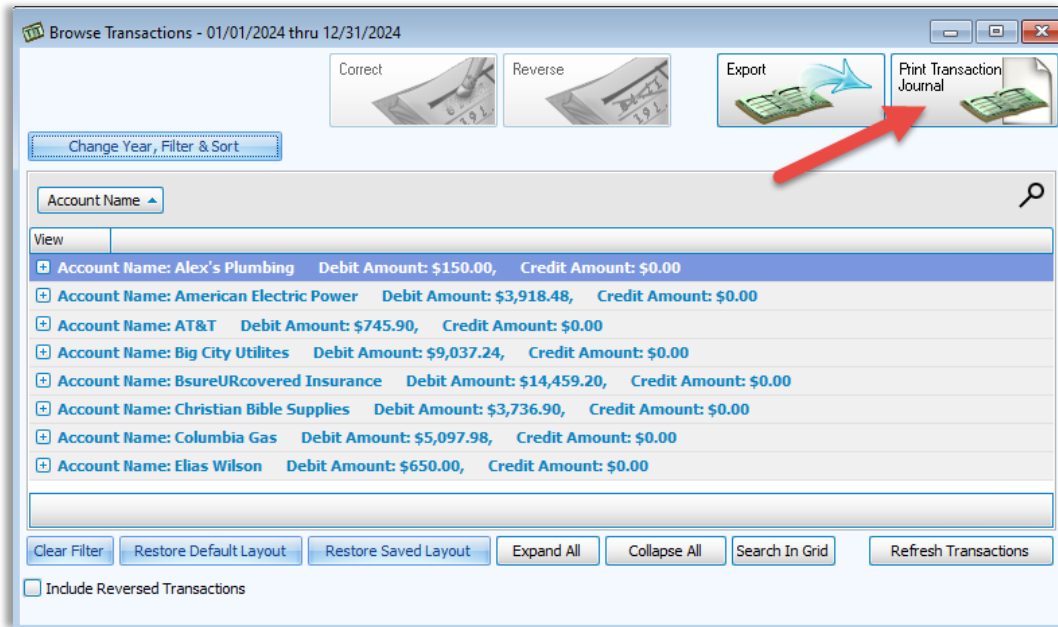 Browse Transactions - 01/01/2024 thru 12/31/2024
Correct
Reverse
Export
Print Transaction
Journal
Change Year, Filter & Sort
Account Name
View
Account Name: Alex's Plumbing Debit Amount: $150.00, Credit Amount: $0.00
Account Name: American Electric Power Debit Amount: $3,918.48, Credit Amount: $0.00
Account Name: AT&T Debit Amount: $745.90, Credit Amount: $0.00
Account Name: Big City Utilites Debit Amount: $9,037.24, Credit Amount: $0.00
Account Name: BsureURcovered Insurance Debit Amount: $14,459.20, Credit Amount: $0.00
Account Name: Christian Bible Supplies Debit Amount: $3,736.90, Credit Amount: $0.00
Account Name: Columbia Gas Debit Amount: $5,097.98, Credit Amount: $0.00
Account Name: Elias Wilson Debit Amount: $650.00, Credit Amount: $0.00
Clear Filter Restore Default Layout Restore Saved Layout Expand All Collapse All Search In Grid Refresh Transactions
Include Reversed Transactions